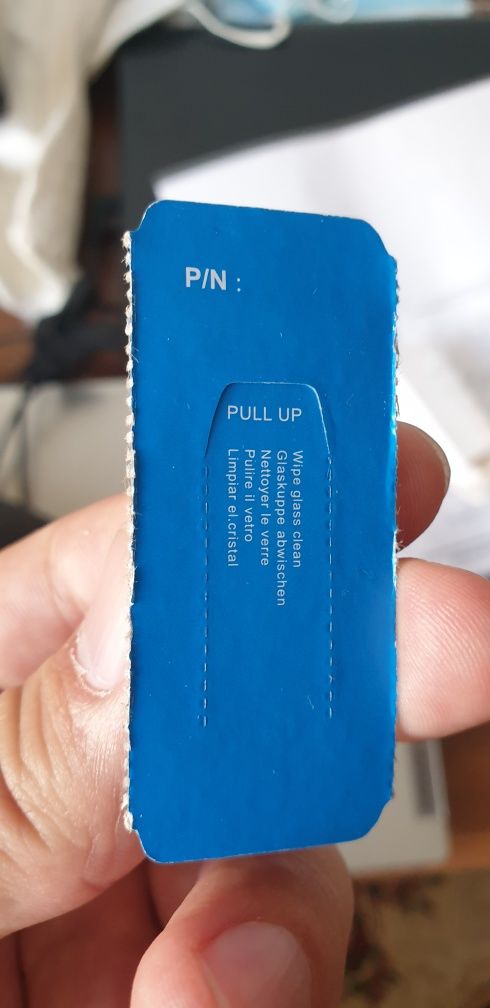 P/N :
PULL UP
Wipe glass clean
Glaskuppe abwischen
Nettoyer le verre
Pulire il vetro
Limpiar el.cristal